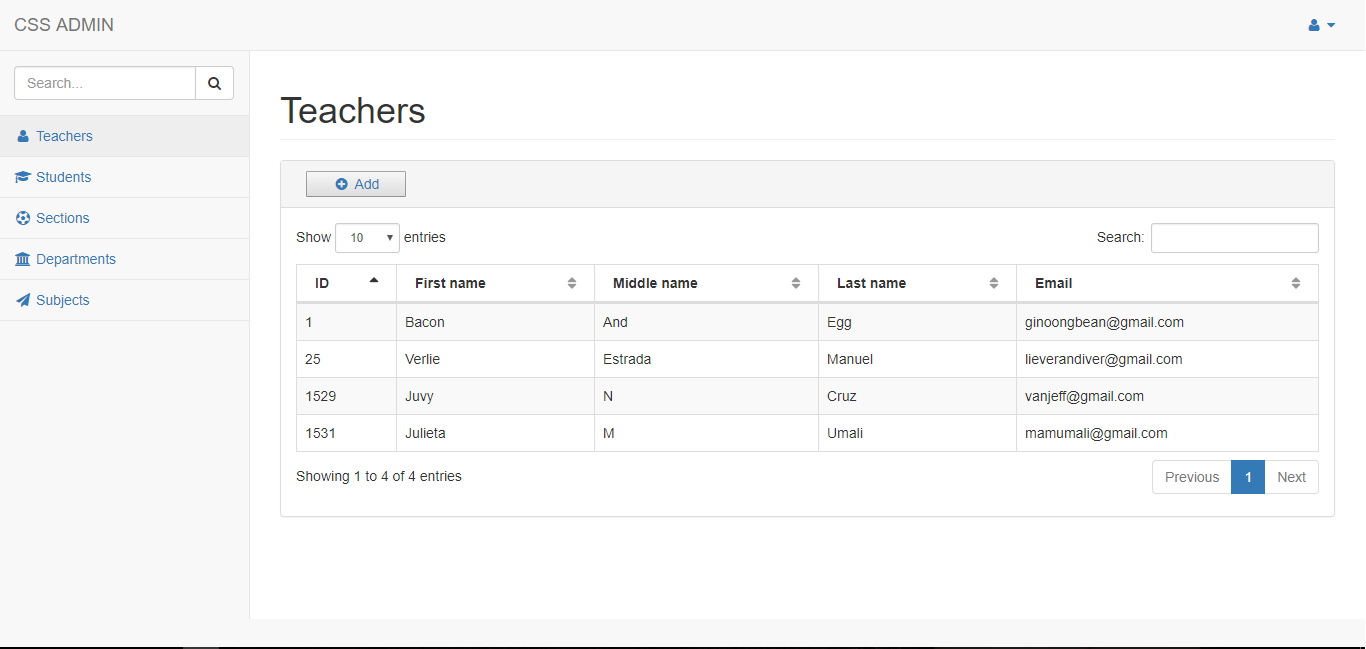 CSS ADMIN
Search...
Teachers
Students
Sections
Departments
Subjects
Teachers
Add
Show 10 entries Search:
ID First name Middle name Last name Email
1 Bacon And Egg ginoongbean@gmail.com
25 Verlie Estrada Manuel lieverandiver@gmail.com
1529 Juvy N Cruz vanjeff@gmail.com
1531 Julieta M Umali mamumali@gmail.com
Showing 1 to 4 of 4 entries Previous 1 Next